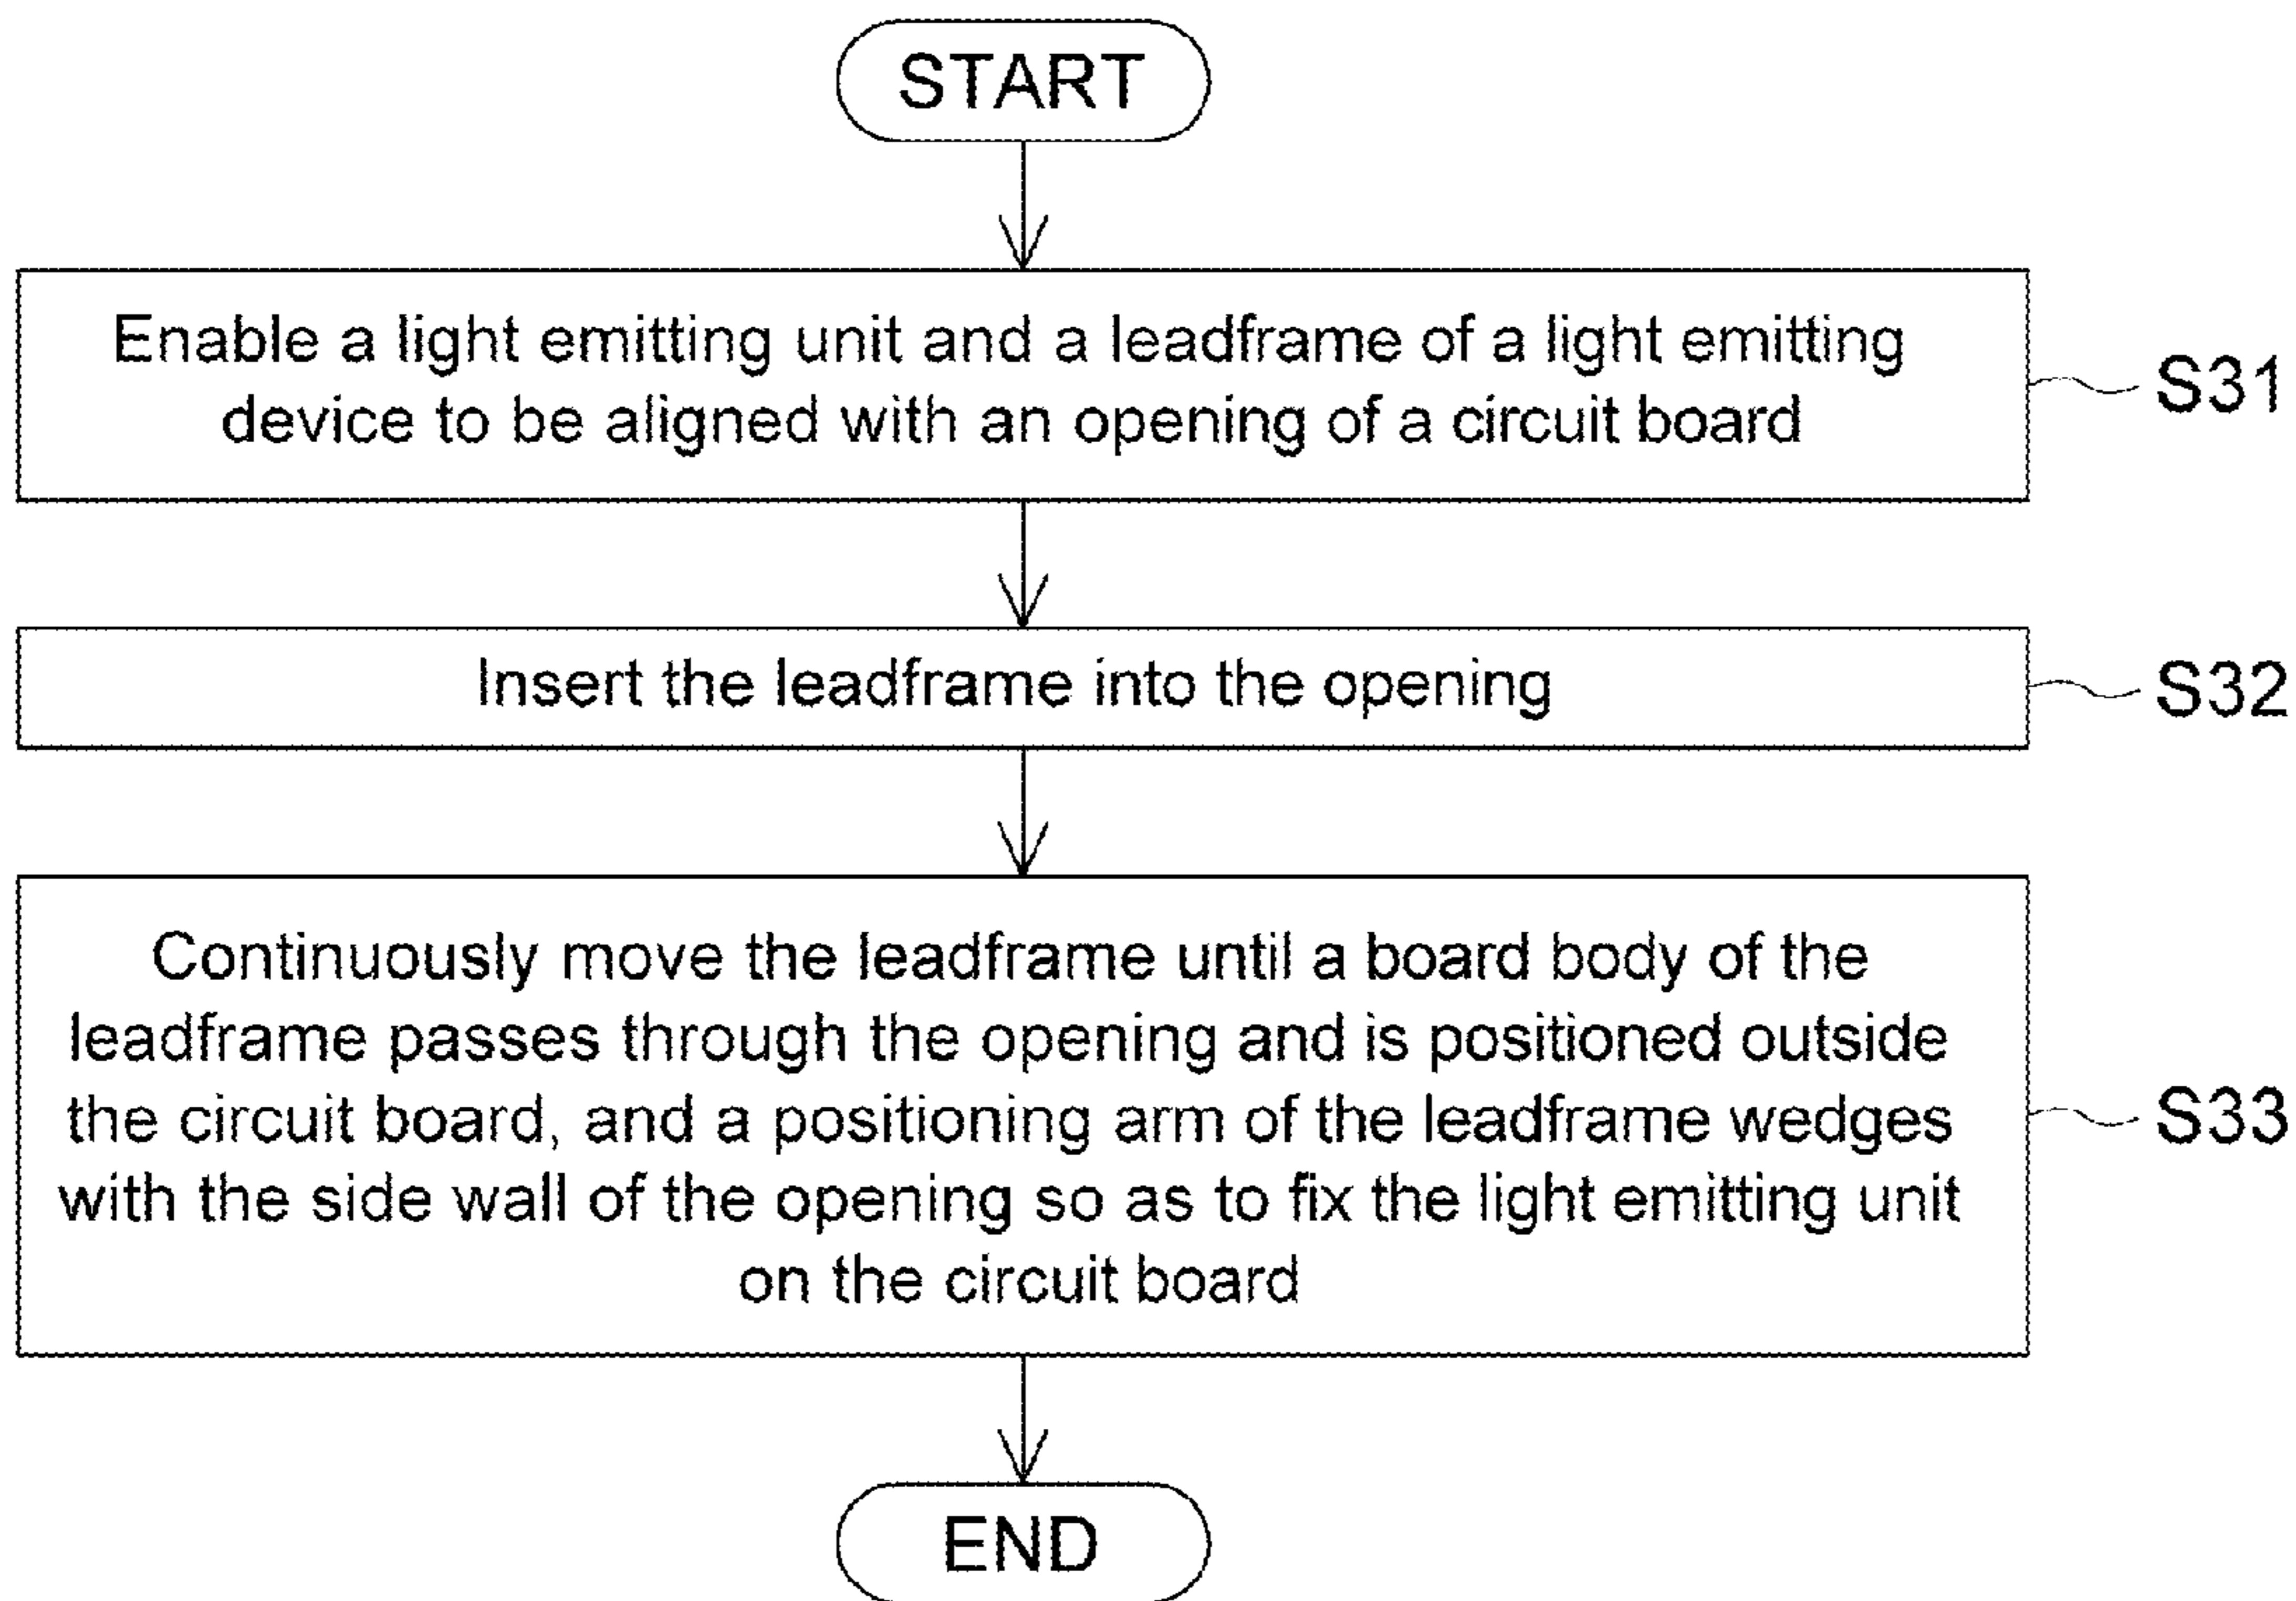 START
Enable a light emitting unit and a leadframe of a light emitting
device to be aligned with an opening of a circuit board
S31
Insert the leadframe into the opening
S32
Continuously move the leadframe until a board body of the
leadframe passes through the opening and is positioned outside
the circuit board, and a positioning arm of the leadframe wedges
with the side wall of the opening so as to fix the light emitting unit
on the circuit board
S33
END